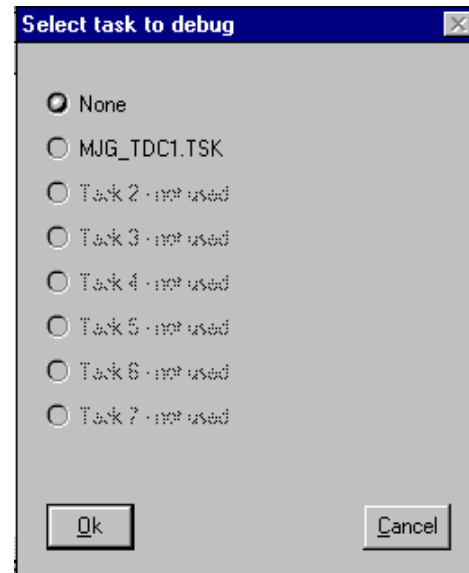 Select task to debug
None
MJG_TDC1.TSK
Task 2 - not used
Task 3 - not used
Task 4 - not used
Task 5 - not used
Task 6 - not used
Task 7 - not used
Ok
Cancel